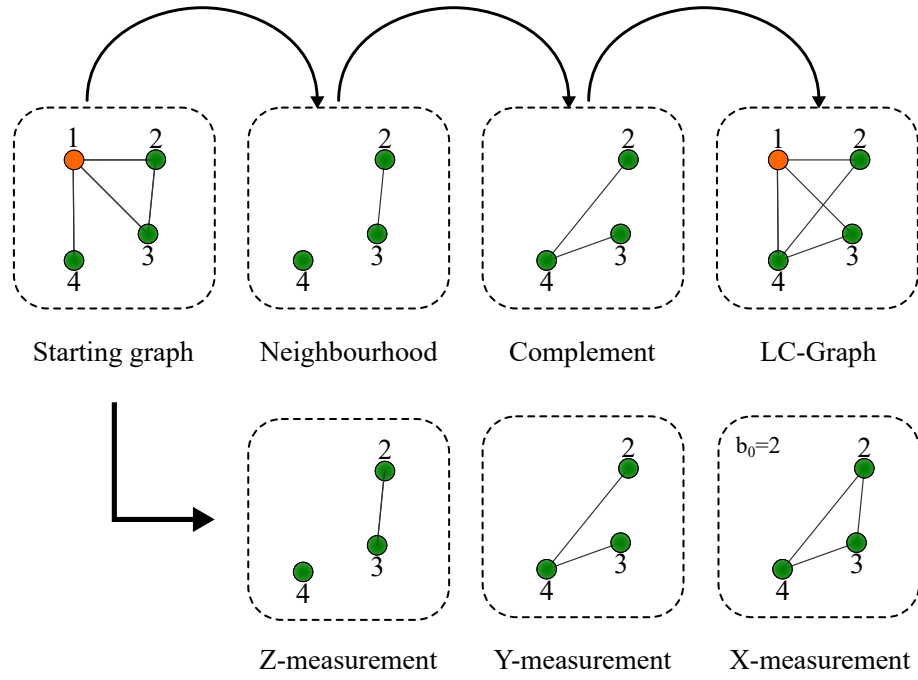 1 2
3
4
2
3
4
2
3
4
1 2
3
4
Starting graph
Neighbourhood
Complement
LC-Graph
2
3
4
2
3
4
b₀=2
2
3
4
Z-measurement
Y-measurement
X-measurement